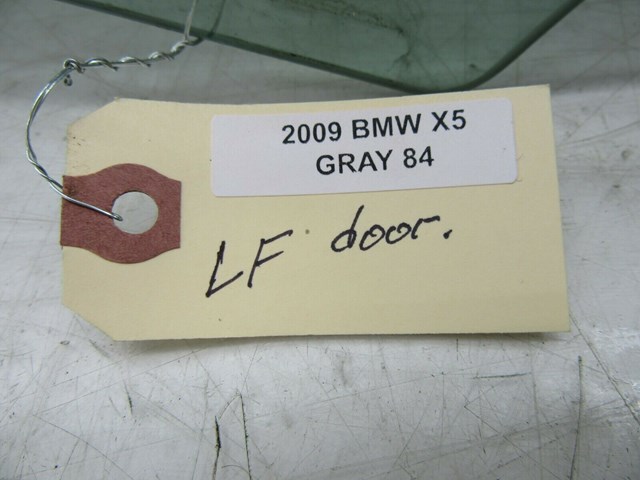 2009 BMW X5
GRAY 84
LF door.